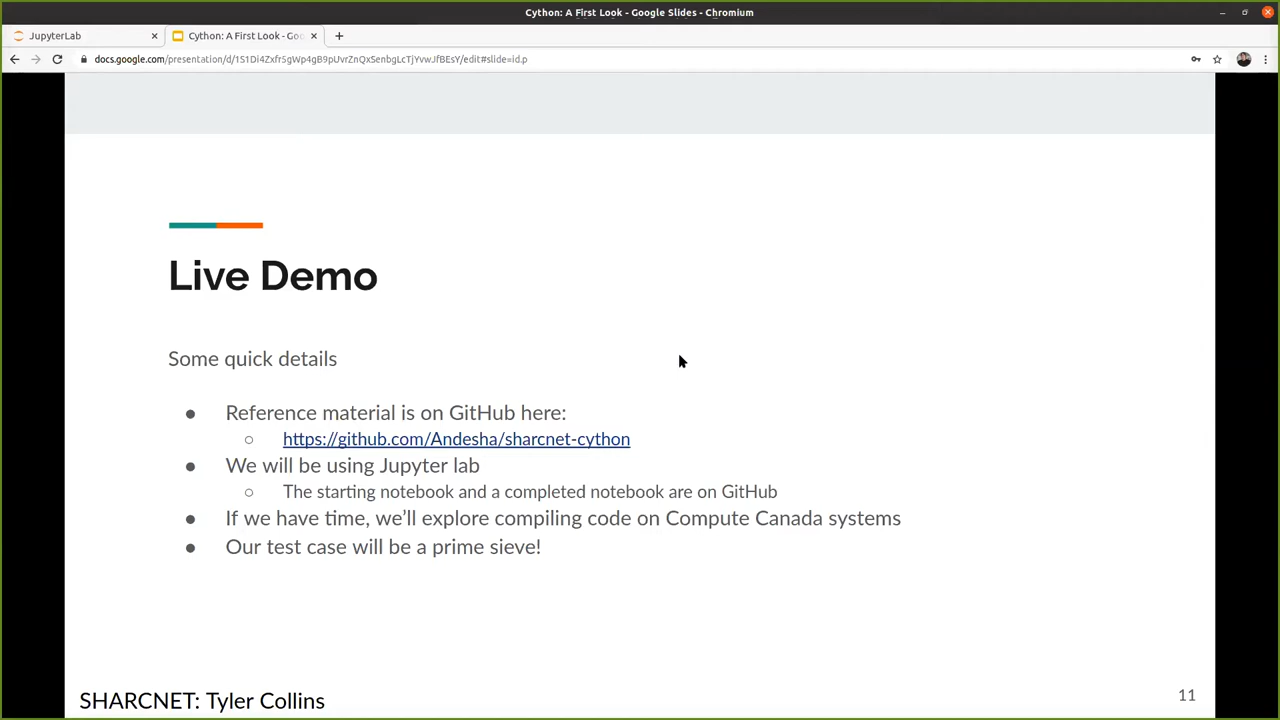 Cython: A First Look - Google Slides - Chromium
JupyterLab
Cython: A First Look - Goo
docs.google.com/presentation/d/1S1Di4ZxfrSgWp4gB9pUvrZnQxSenbgLcTjYvwJfBEsY/edit#slide=id.p
Live Demo
Some quick details
● Reference material is on GitHub here:
○ https://github.com/Andesha/sharcnet-cython
● We will be using Jupyter lab
○ The starting notebook and a completed notebook are on GitHub
● If we have time, we'll explore compiling code on Compute Canada systems
● Our test case will be a prime sieve!
SHARCNET: Tyler Collins
11